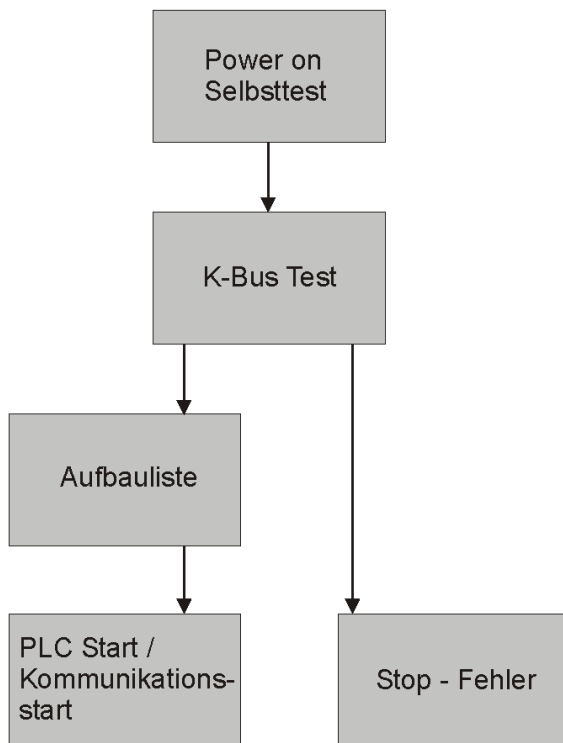 Power on
Selbsttest
K-Bus Test
Aufbauliste
PLC Start /
Kommunikations-
start
Stop - Fehler